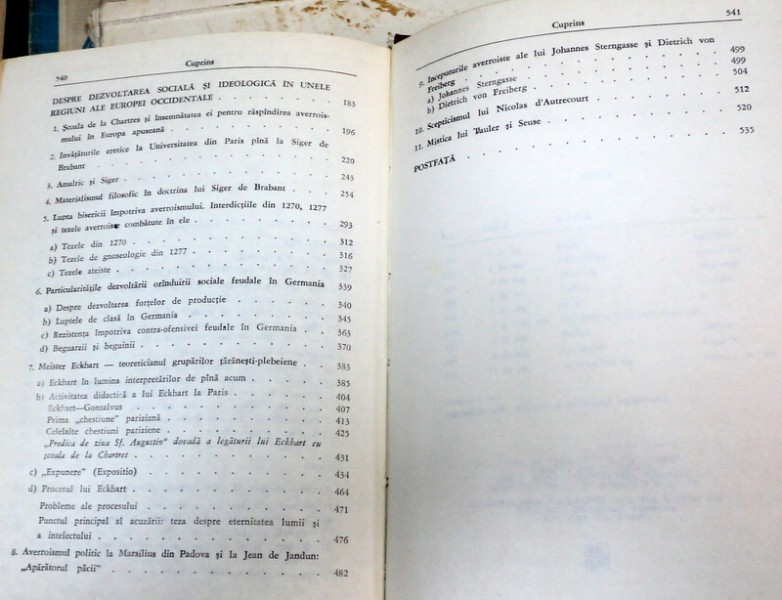 540
Cuprins
DESPRE DEZVOLTAREA SOCIALĂ ȘI IDEOLOGICĂ ÎN UNELE
REGIUNI ALE EUROPEI OCCIDENTALE . . . . . . . . 183
1. Școala de la Chartres și însemnătatea ei pentru răspîndirea averrois-
mului în Europa apuseană . . . . . . . . 196
2. Învățăturile eretice la Universitatea din Paris pînă la Siger de
Brabant . . . . . . . . 220
3. Amalric și Siger . . . . . . . . 243
4. Materialismul filosofic în doctrina lui Siger de Brabant . . . 254
5. Lupta bisericii împotriva averroismului. Interdicțiile din 1270, 1277
și tezele averroiste combătute în ele . . . . . . . . 293
a) Tezele din 1270 . . . . . . . . 312
b) Tezele de gnoseologie din 1277 . . . . . . . . 316
c) Tezele ateiste . . . . . . . . 327
6. Particularitățile dezvoltării orînduirii sociale feudale în Germania 339
a) Despre dezvoltarea forțelor de producție . . . . . . 340
b) Luptele de clasă în Germania . . . . . . . . 345
c) Rezistența împotriva contra-ofensivei feudale în Germania . 363
d) Begharzii și beguinii . . . . . . . . 370
7. Meister Eckhart — teoreticianul grupărilor țărănești-plebeiene . 383
a) Eckhart în lumina interpretărilor de pînă acum . . . . . 385
b) Activitatea didactică a lui Eckhart la Paris . . . . . . 404
Eckhart—Gonsalvus . . . . . . . . 407
Prima „chestiune” pariziană . . . . . . . . 413
Celelalte chestiuni pariziene . . . . . . . . 425
„Predica de ziua Sf. Augustin” dovadă a legăturii lui Eckhart cu
școala de la Chartres . . . . . . . . 431
c) „Expunere” (Expositio) . . . . . . . . 434
d) Procesul lui Eckhart . . . . . . . . 464
Probleme ale procesului . . . . . . . . 471
Punctul principal al acuzării: teza despre eternitatea lumii și
a intelectului . . . . . . . . 476
8. Averroismul politic la Marsilius din Padova și la Jean de Jandun:
„Apărătorul păcii” . . . . . . . . 482
Cuprins
541
9. Începuturile averroiste ale lui Johannes Sterngasse și Dietrich von
Freiberg . . . . . . . . 499
a) Johannes Sterngasse . . . . . . . . 499
b) Dietrich von Freiberg . . . . . . . . 504
10. Scepticismul lui Nicolas d'Autrecourt . . . . . . . . 512
11. Mistica lui Tauler și Seuse . . . . . . . . 520
POSTFAȚĂ . . . . . . . . 535